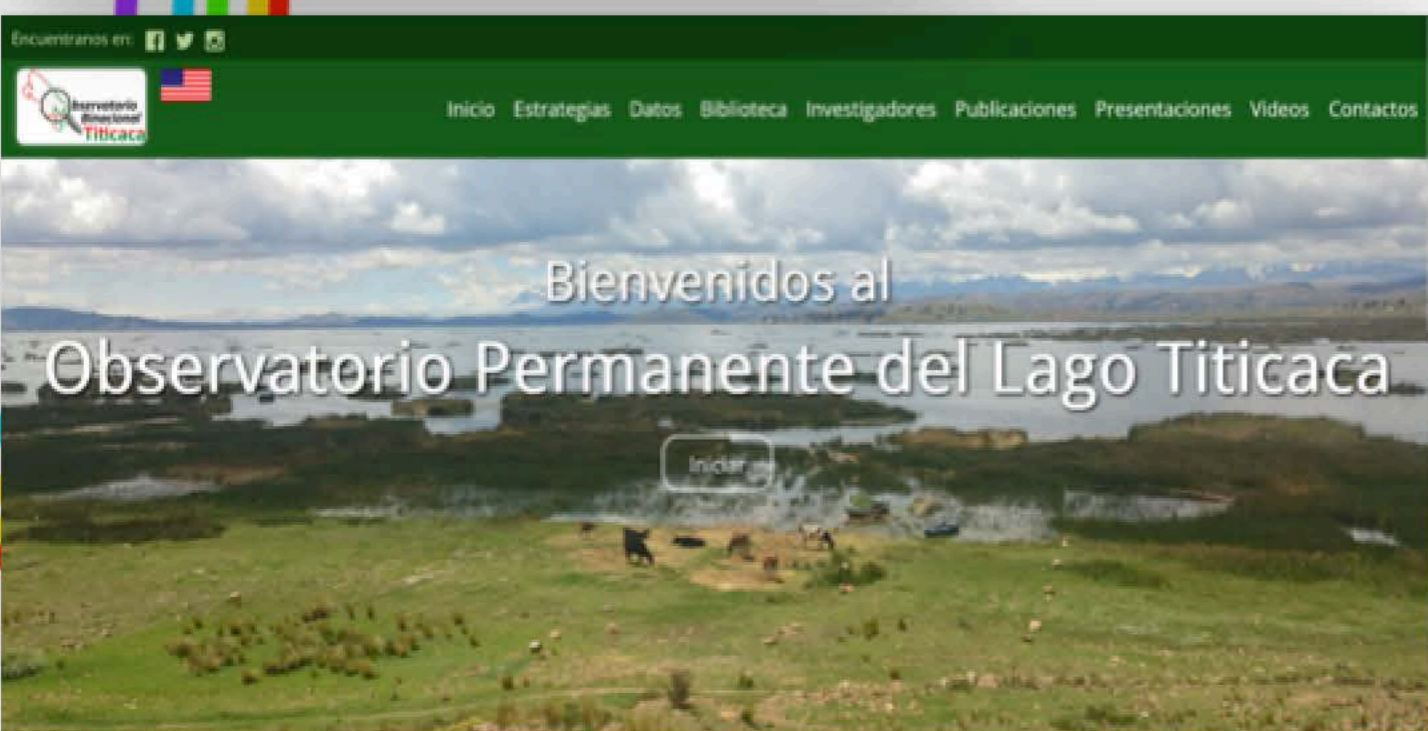 Encuentranos en:
Observatorio
Binacional
Titicaca
Inicio Estrategias Datos Biblioteca Investigadores Publicaciones Presentaciones Videos Contactos
Bienvenidos al
Observatorio Permanente del Lago Titicaca
Iniciar